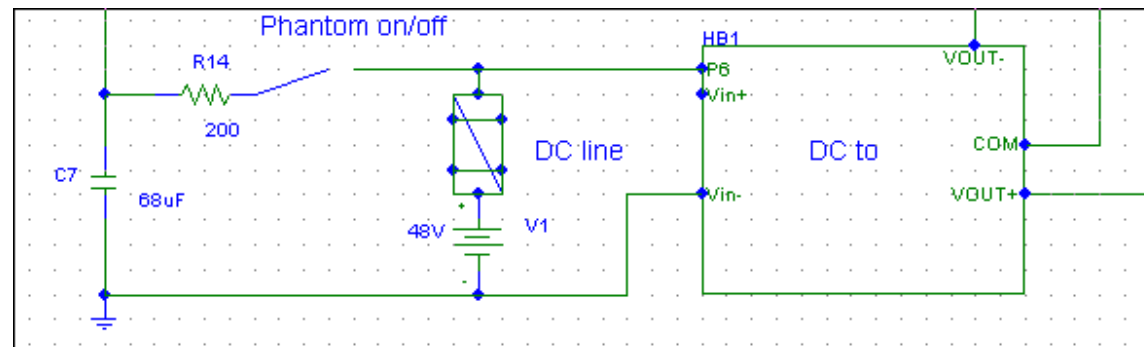 Phantom on/off
HB1
R14
VOUT-
P6
Vin+
200
DC line
DC to
COM
C7
68uF
Vin-
VOUT+
+
48V
V1
-